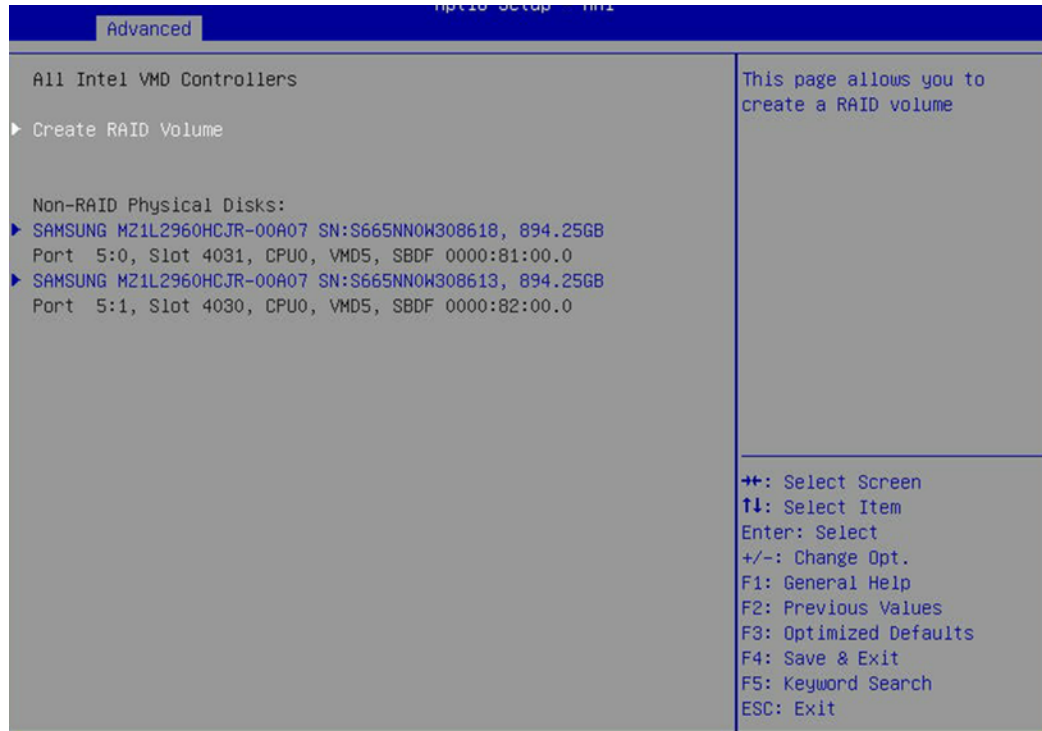 Advanced
All Intel VMD Controllers
Create RAID Volume
Non-RAID Physical Disks:
SAMSUNG MZ1L2960HCJR-00A07 SN:S665NN0W308618, 894.25GB
Port 5:0, Slot 4031, CPU0, VMD5, SBDF 0000:81:00.0
SAMSUNG MZ1L2960HCJR-00A07 SN:S665NN0W308613, 894.25GB
Port 5:1, Slot 4030, CPU0, VMD5, SBDF 0000:82:00.0
This page allows you to
create a RAID volume
→←: Select Screen
↑↓: Select Item
Enter: Select
+/-: Change Opt.
F1: General Help
F2: Previous Values
F3: Optimized Defaults
F4: Save & Exit
F5: Keyword Search
ESC: Exit